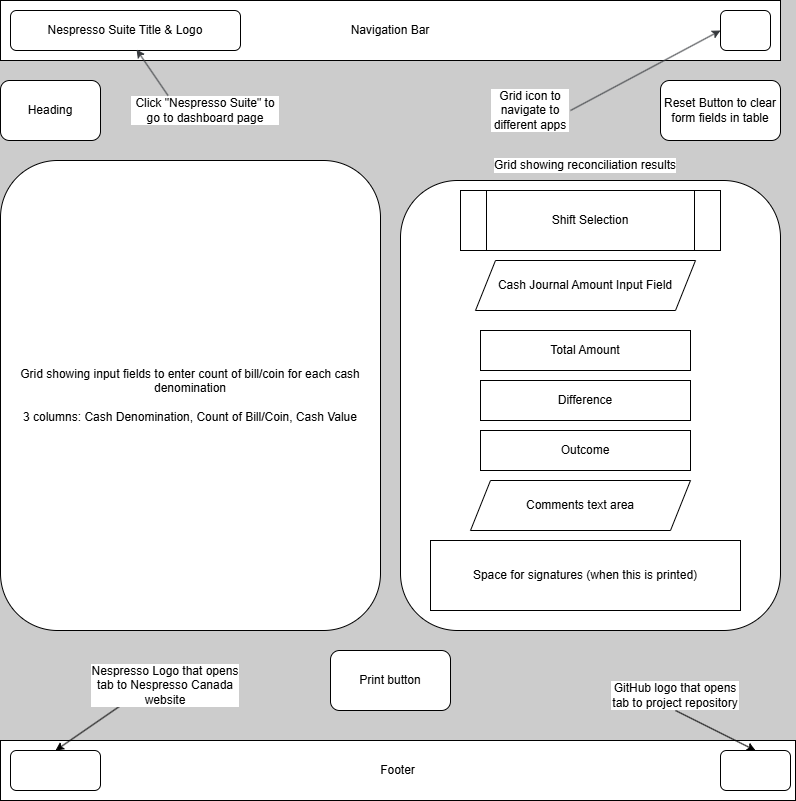 Nespresso Suite Title & Logo
Navigation Bar
Click "Nespresso Suite" to
go to dashboard page
Grid icon to
navigate to
different apps
Heading
Reset Button to clear
form fields in table
Grid showing reconciliation results
Shift Selection
Cash Journal Amount Input Field
Grid showing input fields to enter count of bill/coin for each cash
denomination
3 columns: Cash Denomination, Count of Bill/Coin, Cash Value
Total Amount
Difference
Outcome
Comments text area
Space for signatures (when this is printed)
Nespresso Logo that opens
tab to Nespresso Canada
website
Print button
GitHub logo that opens
tab to project repository
Footer